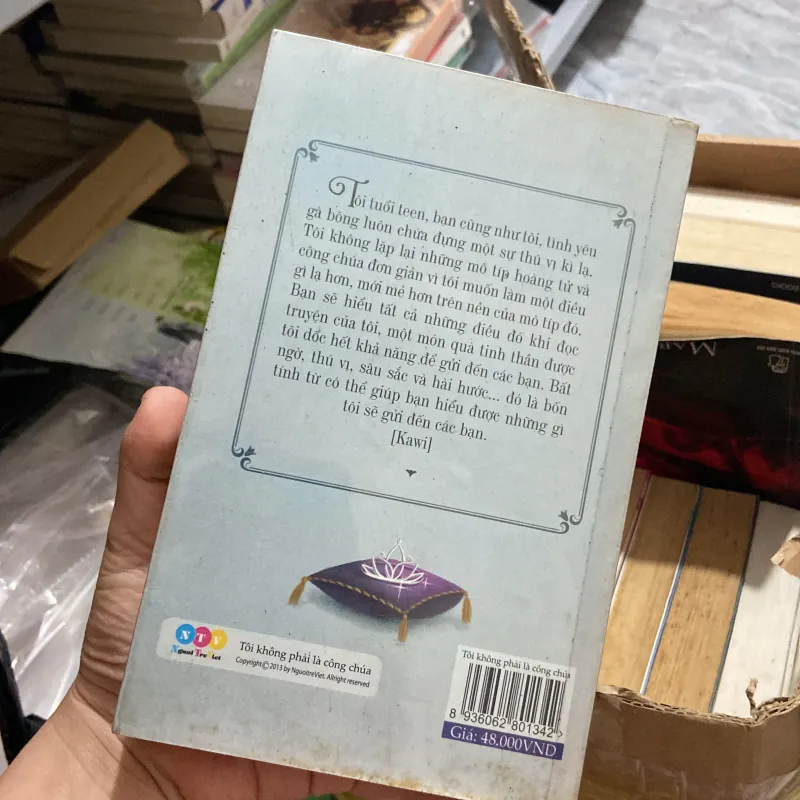 Tôi tuổi teen, bạn cũng như tôi, tình yêu
gà bông luôn chứa đựng một sự thú vị kì lạ.
Tôi không lặp lại những mô típ hoàng tử và
công chúa đơn giản vì tôi muốn làm một điều
gì lạ hơn, mới mẻ hơn trên nền của mô típ đó.
Bạn sẽ hiểu tất cả những điều đó khi đọc
truyện của tôi, một món quà tinh thần được
tôi dốc hết khả năng để gửi đến các bạn. Bất
ngờ, thú vị, sâu sắc và hài hước... đó là bốn
tính từ có thể giúp bạn hiểu được những gì
tôi sẽ gửi đến các bạn.
[Kawi]
NTV
Nguoi Tre Viet
Tôi không phải là công chúa
Copyright© 2013 by NguoitreViet. Allright reserved
Tôi không phải là công chúa
8 936062 801342
Giá: 48.000VND